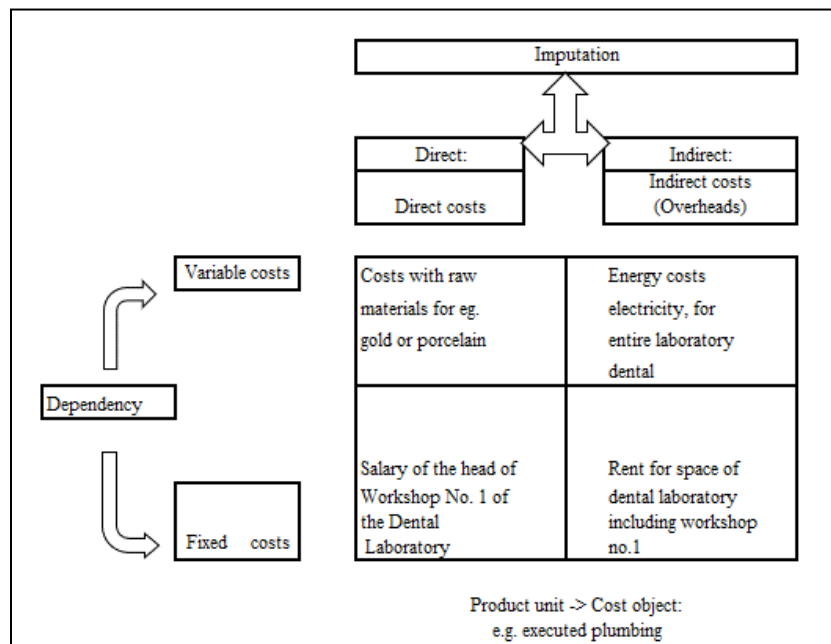 Imputation
Direct:
Indirect:
Direct costs
Indirect costs
(Overheads)
Variable costs
Costs with raw
materials for eg.
gold or porcelain
Energy costs
electricity, for
entire laboratory
dental
Dependency
Fixed costs
Salary of the head of
Workshop No. 1 of
the Dental
Laboratory
Rent for space of
dental laboratory
including workshop
no.1
Product unit -> Cost object:
e.g. executed plumbing